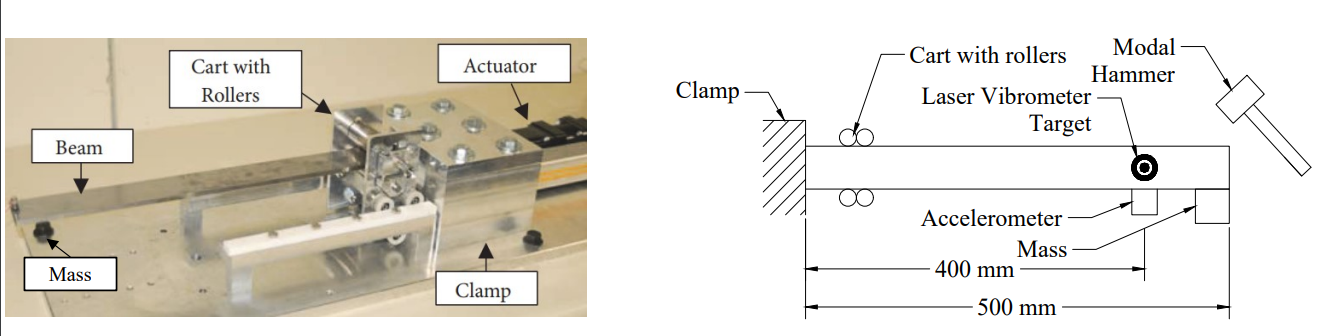 Cart with
Rollers
Actuator
Beam
Mass
Clamp
Clamp
Cart with rollers
Modal
Hammer
Laser Vibrometer
Target
Accelerometer
Mass
400 mm
500 mm